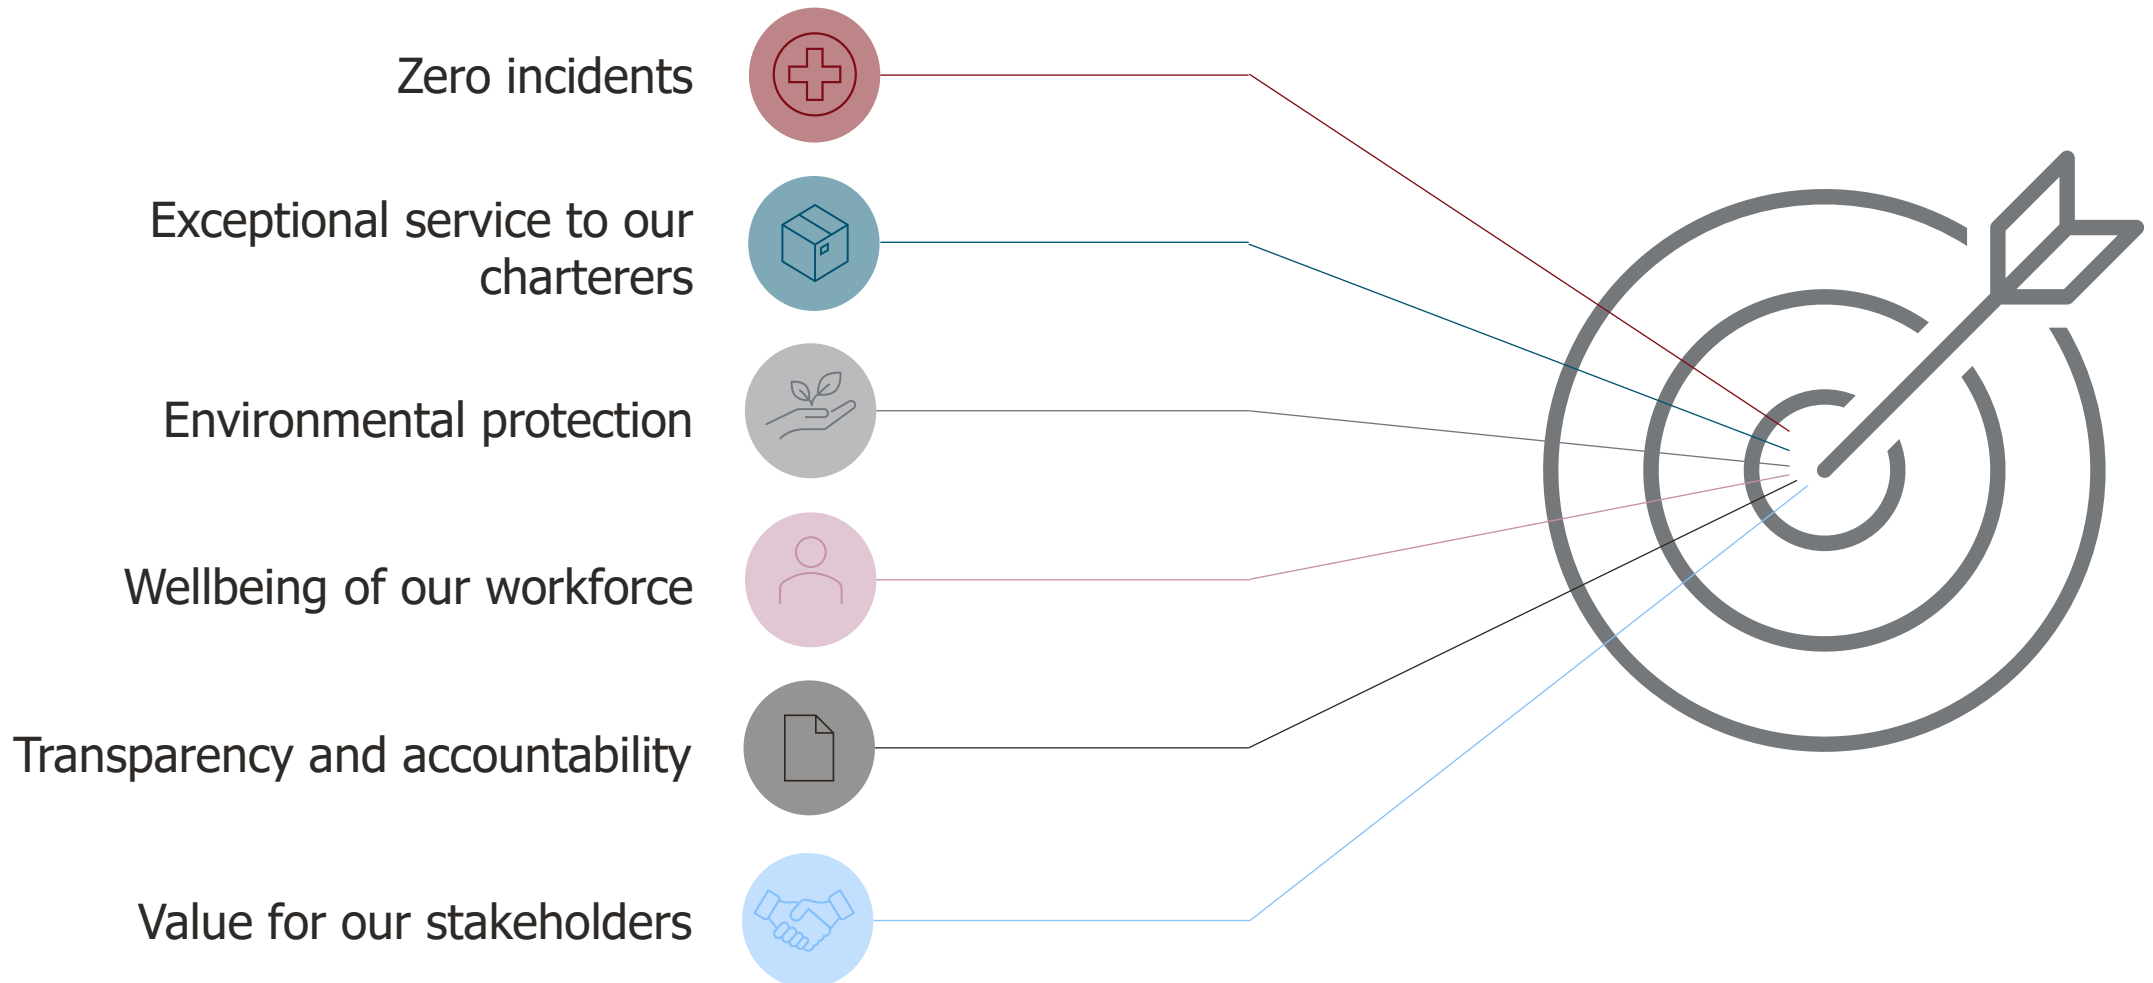 Zero incidents
Exceptional service to our
charterers
Environmental protection
Wellbeing of our workforce
Transparency and accountability
Value for our stakeholders